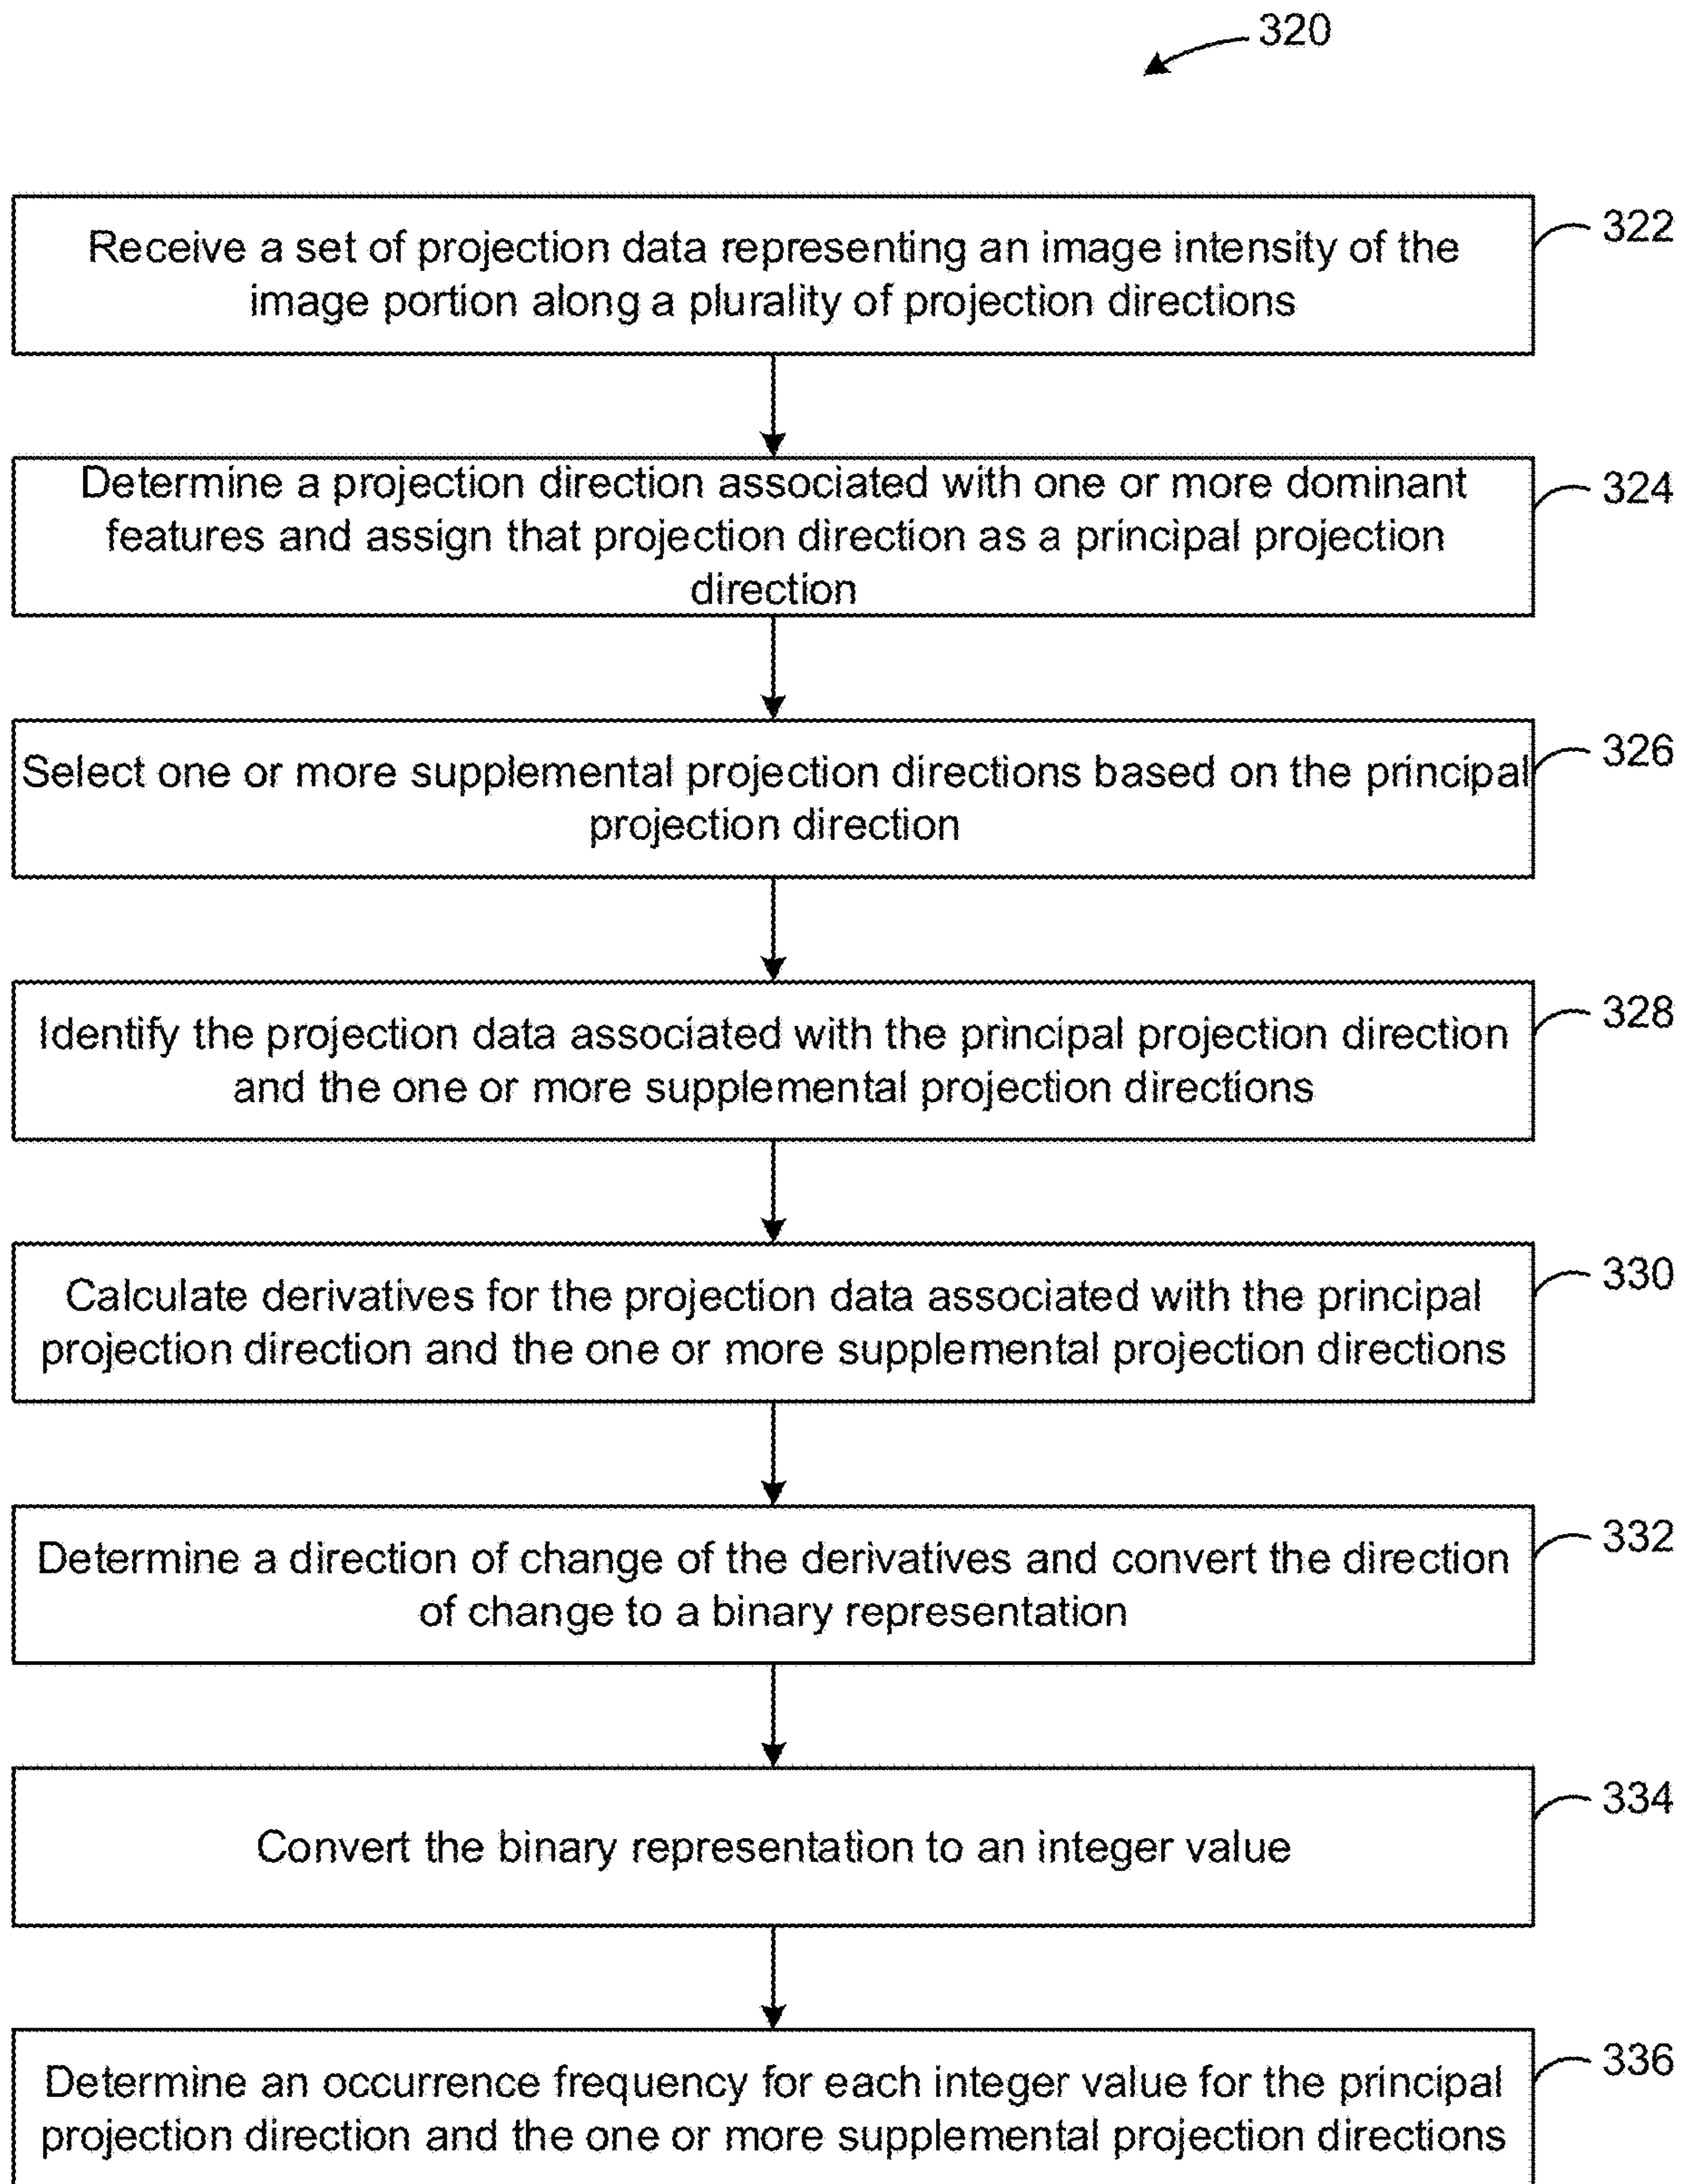 320
Receive a set of projection data representing an image intensity of the
image portion along a plurality of projection directions
322
Determine a projection direction associated with one or more dominant
features and assign that projection direction as a principal projection
direction
324
Select one or more supplemental projection directions based on the principal
projection direction
326
Identify the projection data associated with the principal projection direction
and the one or more supplemental projection directions
328
Calculate derivatives for the projection data associated with the principal
projection direction and the one or more supplemental projection directions
330
Determine a direction of change of the derivatives and convert the direction
of change to a binary representation
332
Convert the binary representation to an integer value
334
Determine an occurrence frequency for each integer value for the principal
projection direction and the one or more supplemental projection directions
336